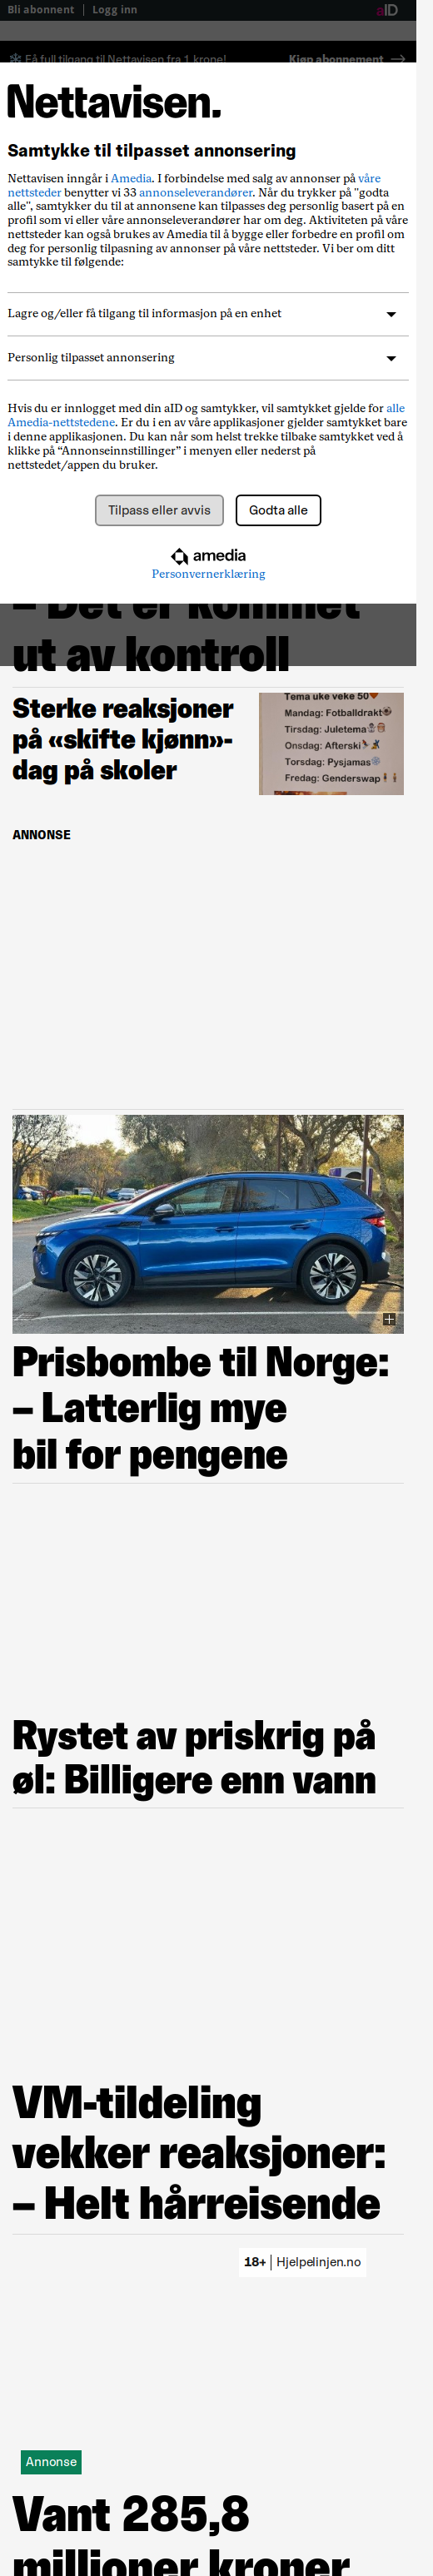 Bli abonnent | Logg inn
aID
Få full tilgang til Nettavisen fra 1 krone!
Kjøp abonnement
Nettavisen.
Samtykke til tilpasset annonsering
Nettavisen inngår i Amedia. I forbindelse med salg av annonser på våre
nettsteder benytter vi 33 annonseleverandører. Når du trykker på "godta
alle", samtykker du til at annonsene kan tilpasses deg personlig basert på en
profil som vi eller våre annonseleverandører har om deg. Aktiviteten på våre
nettsteder kan også brukes av Amedia til å bygge eller forbedre en profil om
deg for personlig tilpasning av annonser på våre nettsteder. Vi ber om ditt
samtykke til følgende:
Lagre og/eller få tilgang til informasjon på en enhet
Personlig tilpasset annonsering
Hvis du er innlogget med din aID og samtykker, vil samtykket gjelde for alle
Amedia-nettstedene. Er du i en av våre applikasjoner gjelder samtykket bare
i denne applikasjonen. Du kan når som helst trekke tilbake samtykket ved å
klikke på “Annonseinnstillinger” i menyen eller nederst på
nettstedet/appen du bruker.
Tilpass eller avvis
Godta alle
amedia
Personvernerklæring
– Det er kommet
ut av kontroll
Sterke reaksjoner
på «skifte kjønn»-
dag på skoler
Tema uke veke 50
Mandag: Fotballdrakt
Tirsdag: Juletema
Onsdag: Afterski
Torsdag: Pysjamas
Fredag: Genderswap
ANNONSE
Prisbombe til Norge:
– Latterlig mye
bil for pengene
Rystet av priskrig på
øl: Billigere enn vann
VM-tildeling
vekker reaksjoner:
– Helt hårreisende
18+ | Hjelpelinjen.no
Annonse
Vant 285,8
millioner kroner